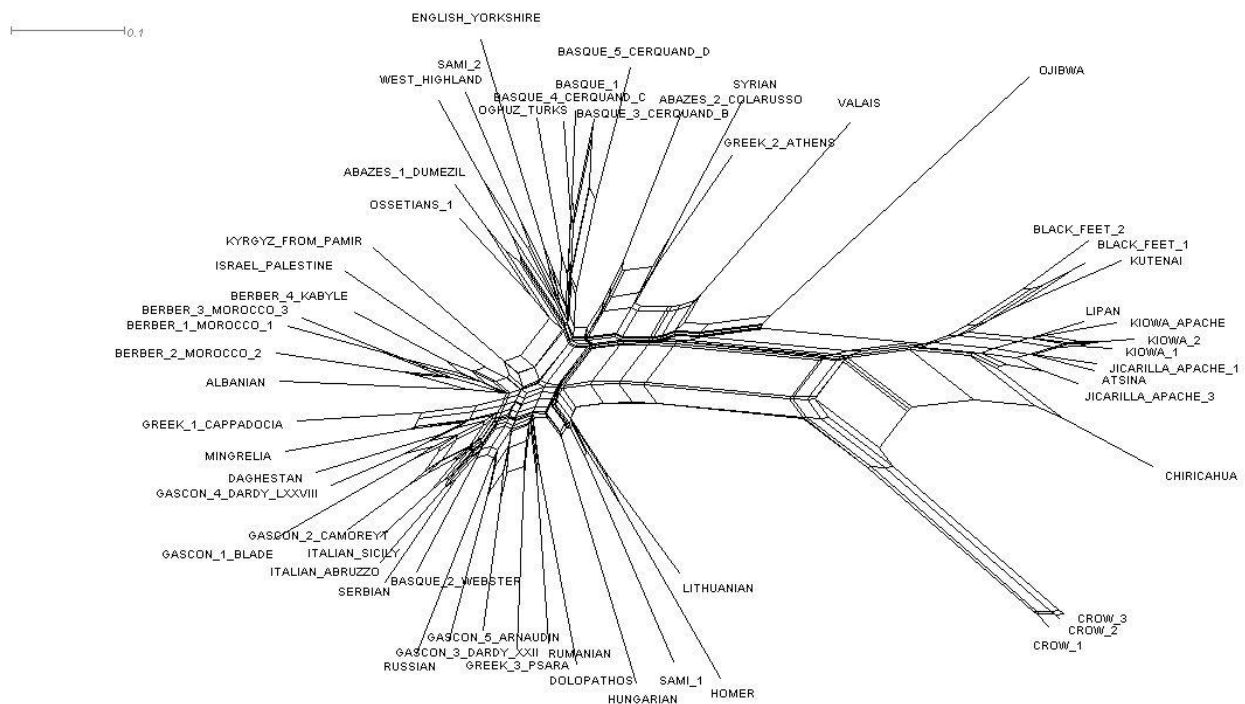 ENGLISH_YORKSHIRE
0.1
BASQUE_5_CERQUAND_D
SAMI_2
WEST_HIGHLAND
OJIBWA
BASQUE_1
SYRIAN
BASQUE_4_CERQUAND_C
ABAZES_2_COLARUSSO
VALAIS
OGHUZ_TURKS
BASQUE_3_CERQUAND_B
GREEK_2_ATHENS
ABAZES_1_DUMEZIL
OSSETIANS_1
BLACK_FEET_2
KYRGYZ_FROM_PAMIR
BLACK_FEET_1
KUTENAI
ISRAEL_PALESTINE
BERBER_4_KABYLE
BERBER_3_MOROCCO_3
LIPAN
BERBER_1_MOROCCO_1
KIOWA_APACHE
KIOWA_2
BERBER_2_MOROCCO_2
KIOWA_1
JICARILLA_APACHE_1
ALBANIAN
ATSINA
JICARILLA_APACHE_3
GREEK_1_CAPPADOCIA
MINGRELIA
DAGHESTAN
CHIRICAHUA
GASCON_4_DARDY_LXXVIII
GASCON_2_CAMOREYT
GASCON_1_BLADE
ITALIAN_SICILY
ITALIAN_ABRUZZO
BASQUE_2_WEBSTER
SERBIAN
LITHUANIAN
CROW_3
CROW_2
CROW_1
GASCON_5_ARNAUDIN
GASCON_3_DARDY_XXII
RUMANIAN
RUSSIAN
GREEK_3_PSARA
DOLOPATHOS
SAMI_1
HOMER
HUNGARIAN